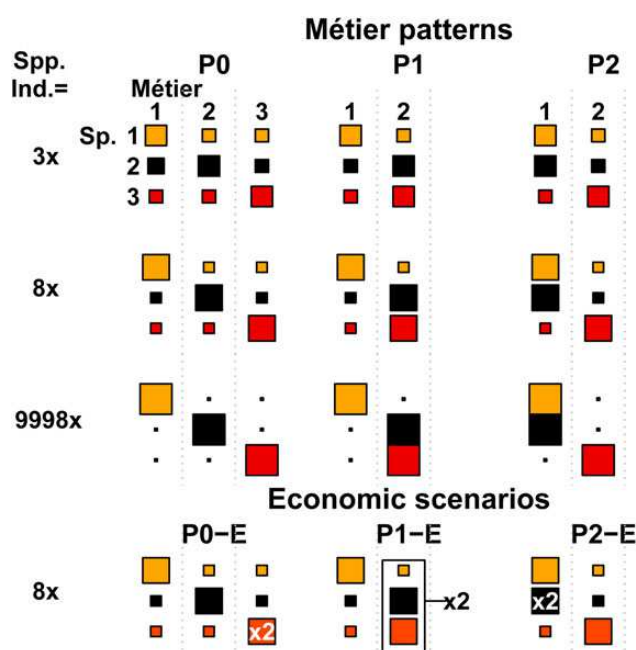 Métier patterns
Spp. Ind.=
P0 P1 P2
Métier
1 2 3 1 2 1 2
Sp. 1
3x 2
3
8x
9998x
Economic scenarios
P0–E P1–E P2–E
8x x2 x2
x2